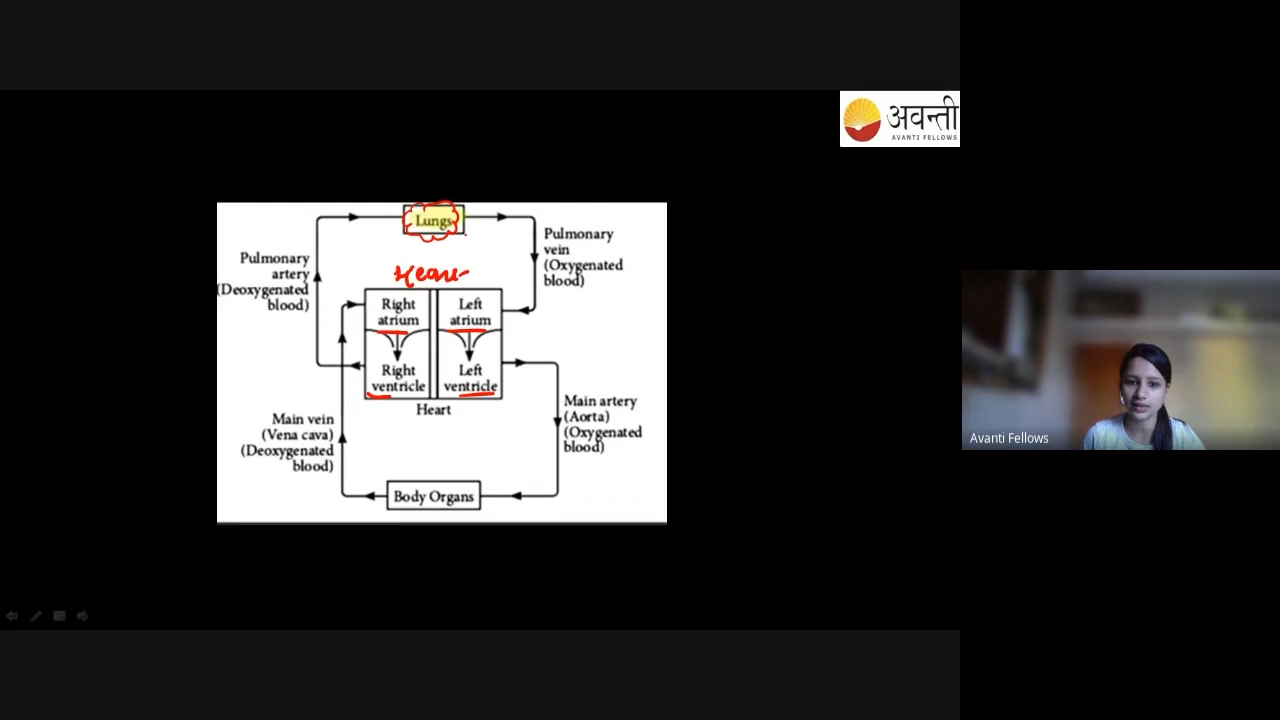 अवन्ती
AVANTI FELLOWS
Lungs
Pulmonary
vein
(Oxygenated
blood)
Pulmonary
artery
(Deoxygenated
blood)
Heart
Right
atrium
Left
atrium
Right
ventricle
Left
ventricle
Heart
Main vein
(Vena cava)
(Deoxygenated
blood)
Main artery
(Aorta)
(Oxygenated
blood)
Body Organs
Avanti Fellows